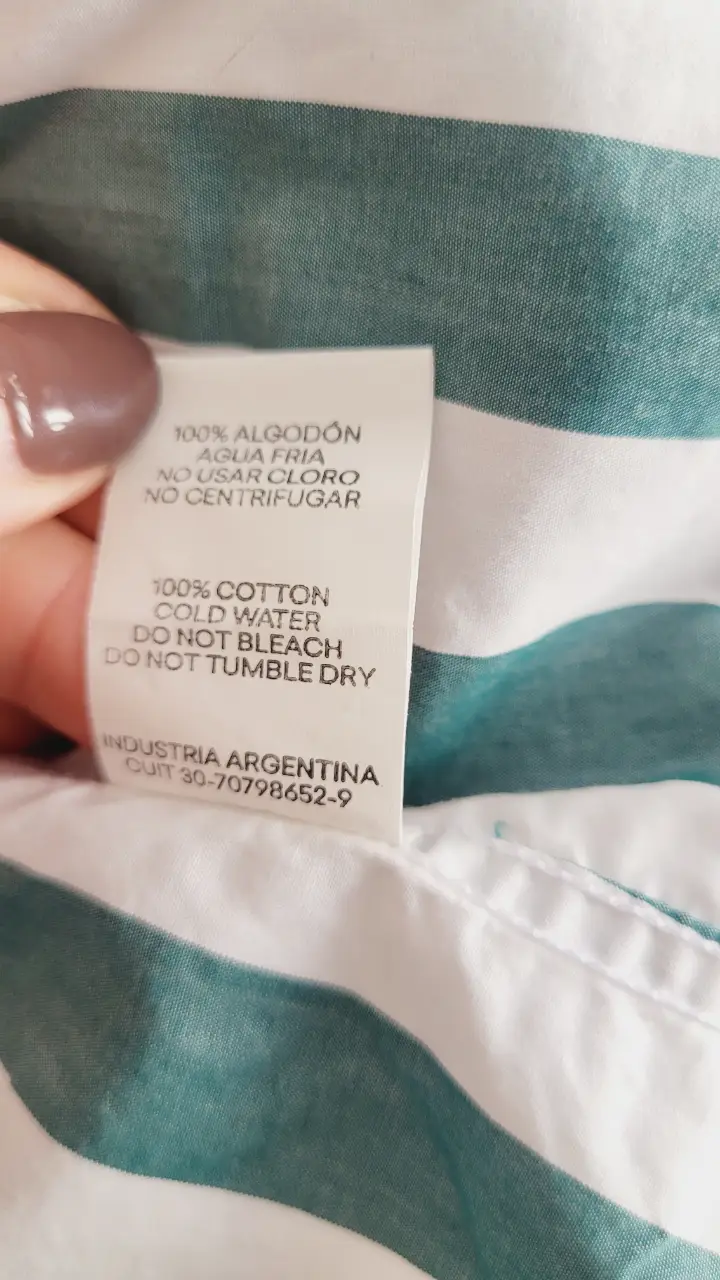 100% ALGODÓN
AGUA FRIA
NO USAR CLORO
NO CENTRIFUGAR
100% COTTON
COLD WATER
DO NOT BLEACH
DO NOT TUMBLE DRY
INDUSTRIA ARGENTINA
CUIT 30-70798652-9